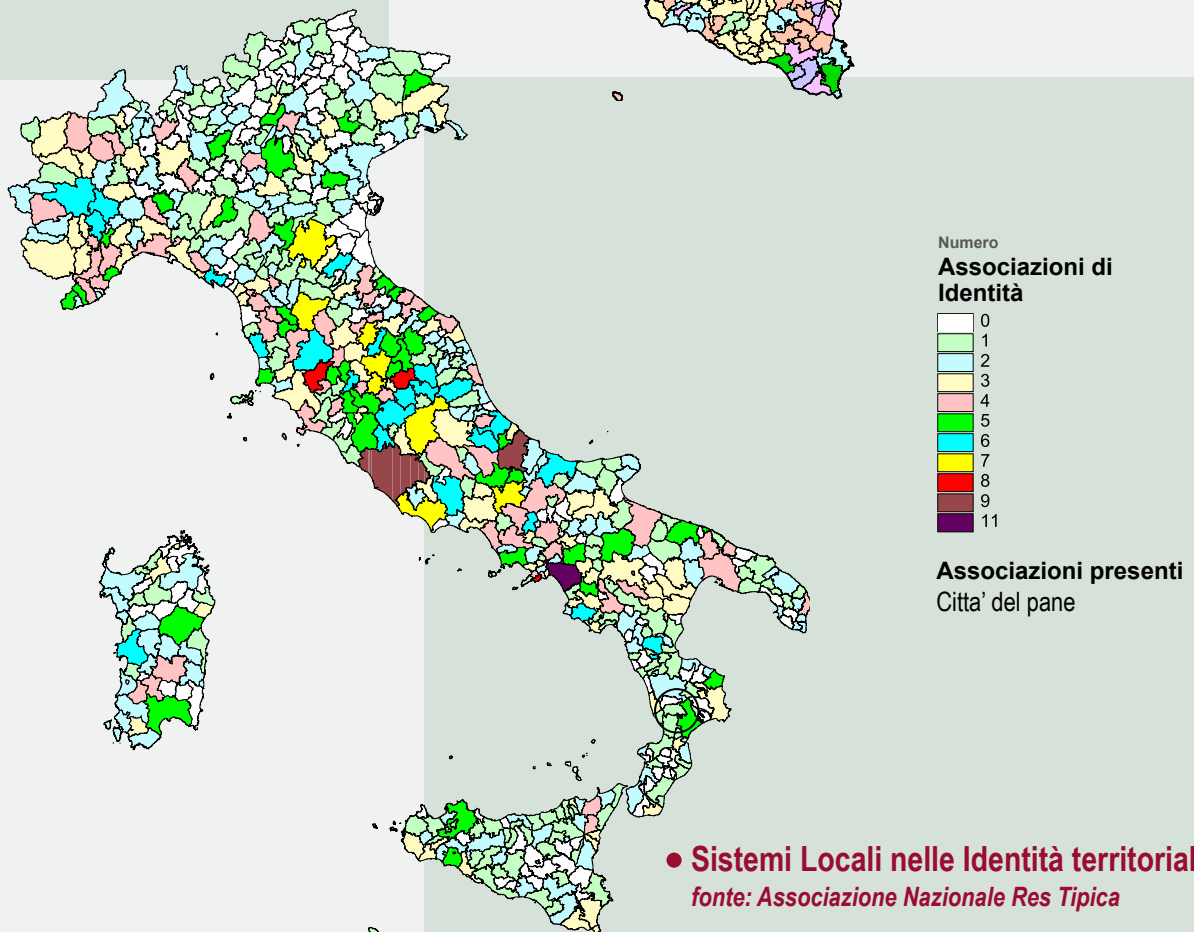 Numero
Associazioni di
Identità
0
1
2
3
4
5
6
7
8
9
11
Associazioni presenti
Citta' del pane
• Sistemi Locali nelle Identità territorial
fonte: Associazione Nazionale Res Tipica